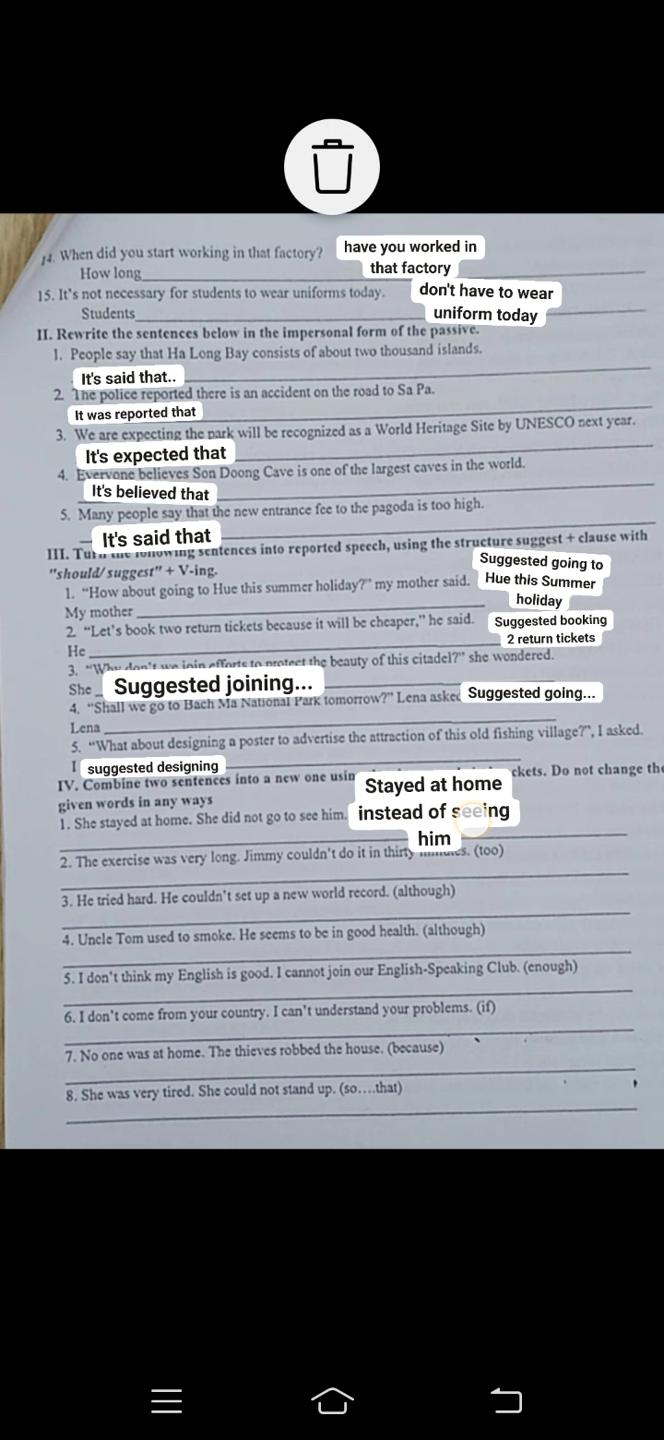 14. When did you start working in that factory? have you worked in
How long that factory
15. It's not necessary for students to wear uniforms today. don't have to wear
Students uniform today
II. Rewrite the sentences below in the impersonal form of the passive.
1. People say that Ha Long Bay consists of about two thousand islands.
It's said that..
2. The police reported there is an accident on the road to Sa Pa.
It was reported that
3. We are expecting the park will be recognized as a World Heritage Site by UNESCO next year.
It's expected that
4. Everyone believes Son Doong Cave is one of the largest caves in the world.
It's believed that
5. Many people say that the new entrance fee to the pagoda is too high.
It's said that
III. Turn the following sentences into reported speech, using the structure suggest + clause with
"should/ suggest" + V-ing.
Suggested going to
1. "How about going to Hue this summer holiday?" my mother said. Hue this Summer
My mother holiday
2. "Let's book two return tickets because it will be cheaper," he said. Suggested booking
He 2 return tickets
3. "Why don't we join efforts to protect the beauty of this citadel?" she wondered.
She Suggested joining...
4. "Shall we go to Bach Ma National Park tomorrow?" Lena asked Suggested going...
Lena
5. "What about designing a poster to advertise the attraction of this old fishing village?", I asked.
I suggested designing
IV. Combine two sentences into a new one usin ckets. Do not change the
given words in any ways
Stayed at home
1. She stayed at home. She did not go to see him. instead of seeing
him
2. The exercise was very long. Jimmy couldn't do it in thirty minutes. (too)
3. He tried hard. He couldn't set up a new world record. (although)
4. Uncle Tom used to smoke. He seems to be in good health. (although)
5. I don't think my English is good. I cannot join our English-Speaking Club. (enough)
6. I don't come from your country. I can't understand your problems. (if)
7. No one was at home. The thieves robbed the house. (because)
8. She was very tired. She could not stand up. (so....that)